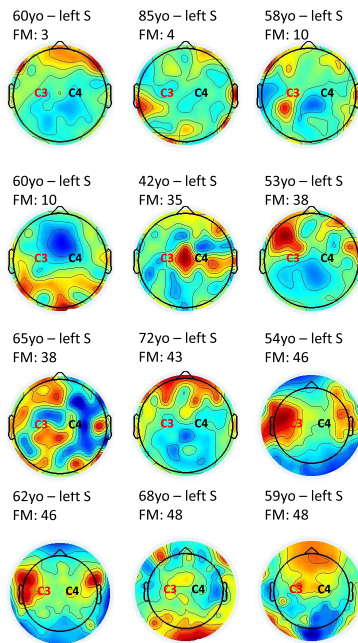 60yo – left S
FM: 3
C3 C4
85yo – left S
FM: 4
C3 C4
58yo – left S
FM: 10
C3 C4
60yo – left S
FM: 10
C3 C4
42yo – left S
FM: 35
C3 C4
53yo – left S
FM: 38
C3 C4
65yo – left S
FM: 38
C3 C4
72yo – left S
FM: 43
C3 C4
54yo – left S
FM: 46
C3 C4
62yo – left S
FM: 46
C3 C4
68yo – left S
FM: 48
C3 C4
59yo – left S
FM: 48
C3 C4